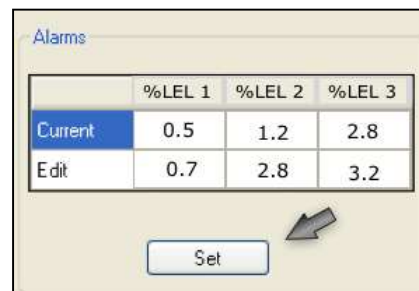 Alarms
%LEL 1 %LEL 2 %LEL 3
Current 0.5 1.2 2.8
Edit 0.7 2.8 3.2
Set